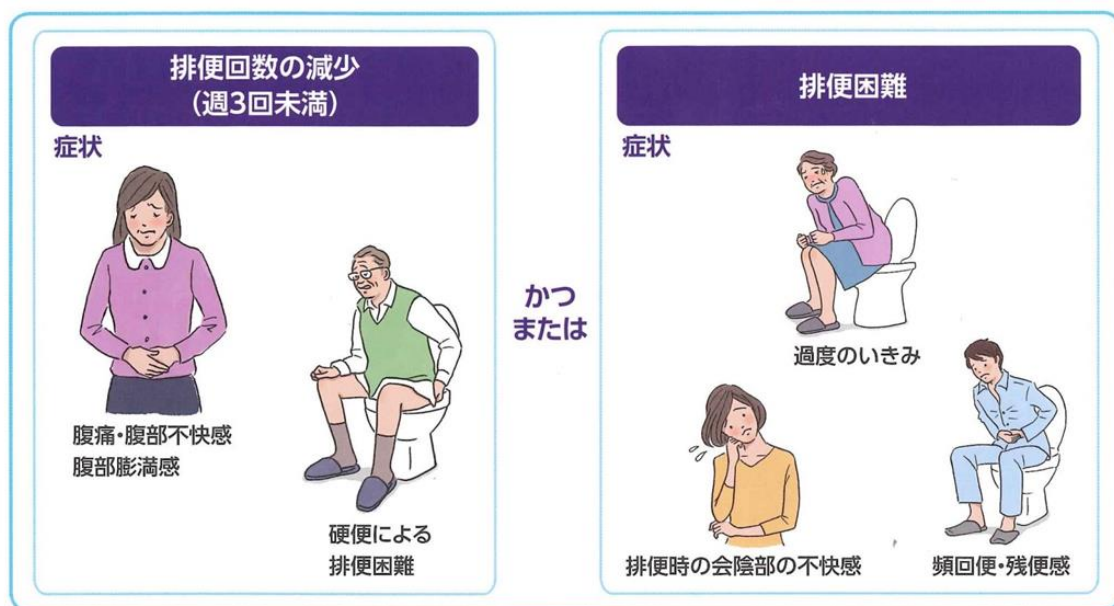 排便回数の減少
(週3回未満)
症状
腹痛・腹部不快感
腹部膨満感
硬便による
排便困難
かつ
または
排便困難
症状
過度のいきみ
排便時の会陰部の不快感
頻回便・残便感